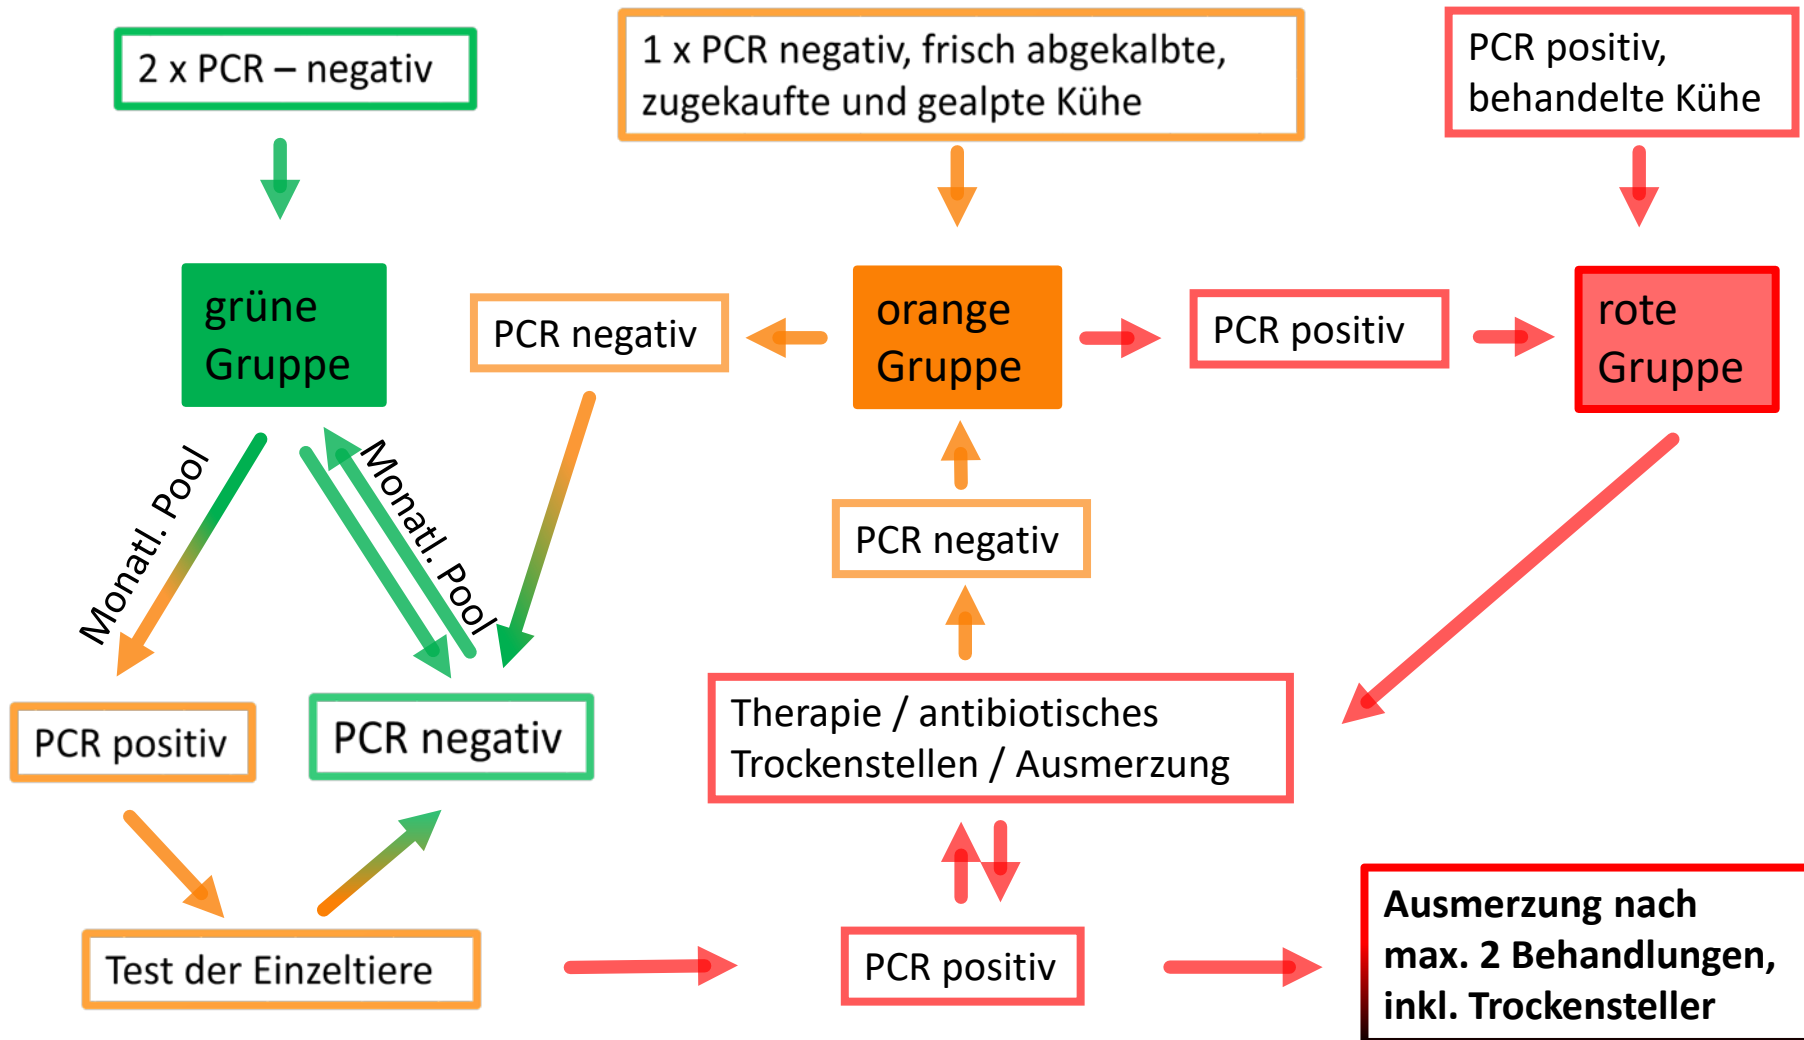 2 x PCR – negativ
1 x PCR negativ, frisch abgekalbte,
zugekaufte und gealpte Kühe
PCR positiv,
behandelte Kühe
grüne
Gruppe
PCR negativ
orange
Gruppe
PCR positiv
rote
Gruppe
Monatl. Pool
Monatl. Pool
PCR negativ
PCR positiv
PCR negativ
Therapie / antibiotisches
Trockenstellen / Ausmerzung
Test der Einzeltiere
PCR positiv
Ausmerzung nach
max. 2 Behandlungen,
inkl. Trockensteller